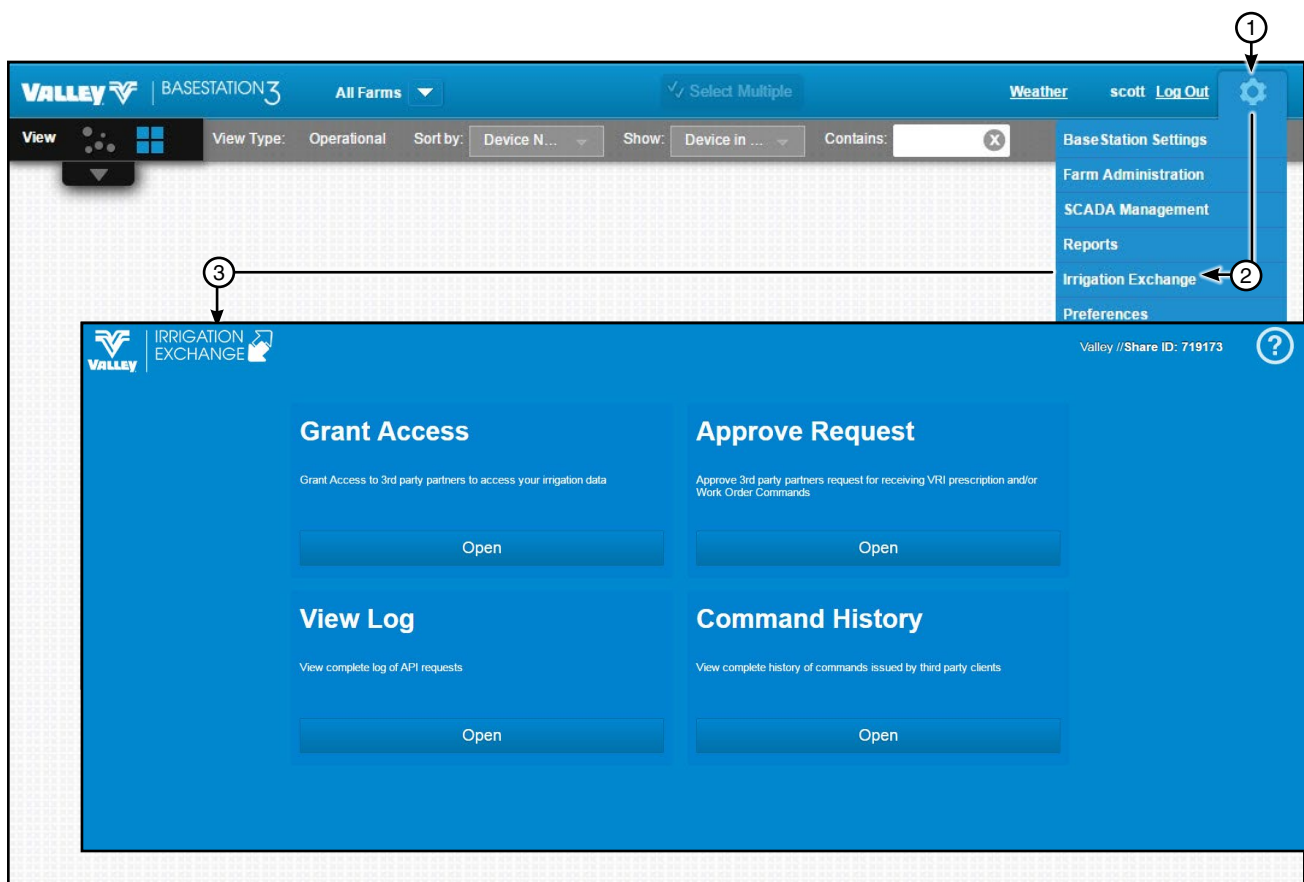 1
VALLEY | BASESTATION3 All Farms Select Multiple Weather scott Log Out
View View Type: Operational Sort by: Device N... Show: Device in ... Contains: X
BaseStation Settings
Farm Administration
SCADA Management
Reports
Irrigation Exchange 2
Preferences
3
VALLEY | IRRIGATION
EXCHANGE
Valley //Share ID: 719173 ?
Grant Access
Grant Access to 3rd party partners to access your irrigation data
Open
Approve Request
Approve 3rd party partners request for receiving VRI prescription and/or
Work Order Commands
Open
View Log
View complete log of API requests
Open
Command History
View complete history of commands issued by third party clients
Open